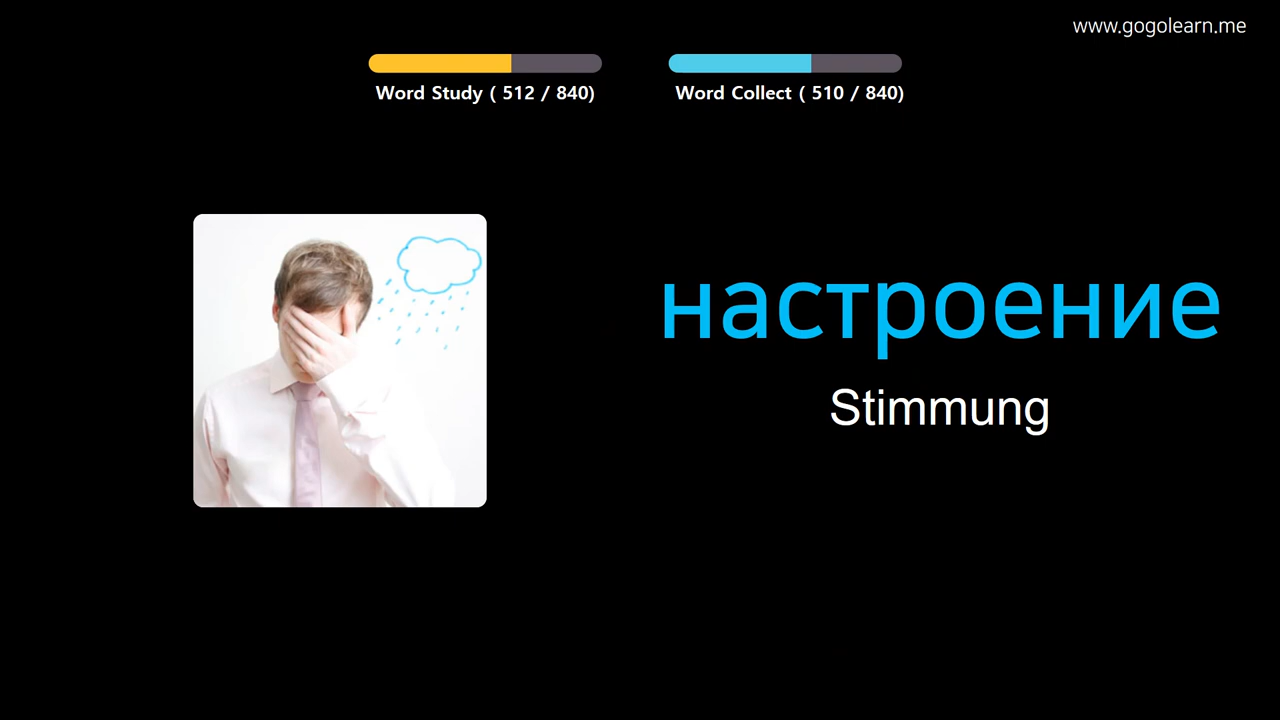 www.gogolearn.me
Word Study ( 512 / 840)
Word Collect ( 510 / 840)
настроение
Stimmung